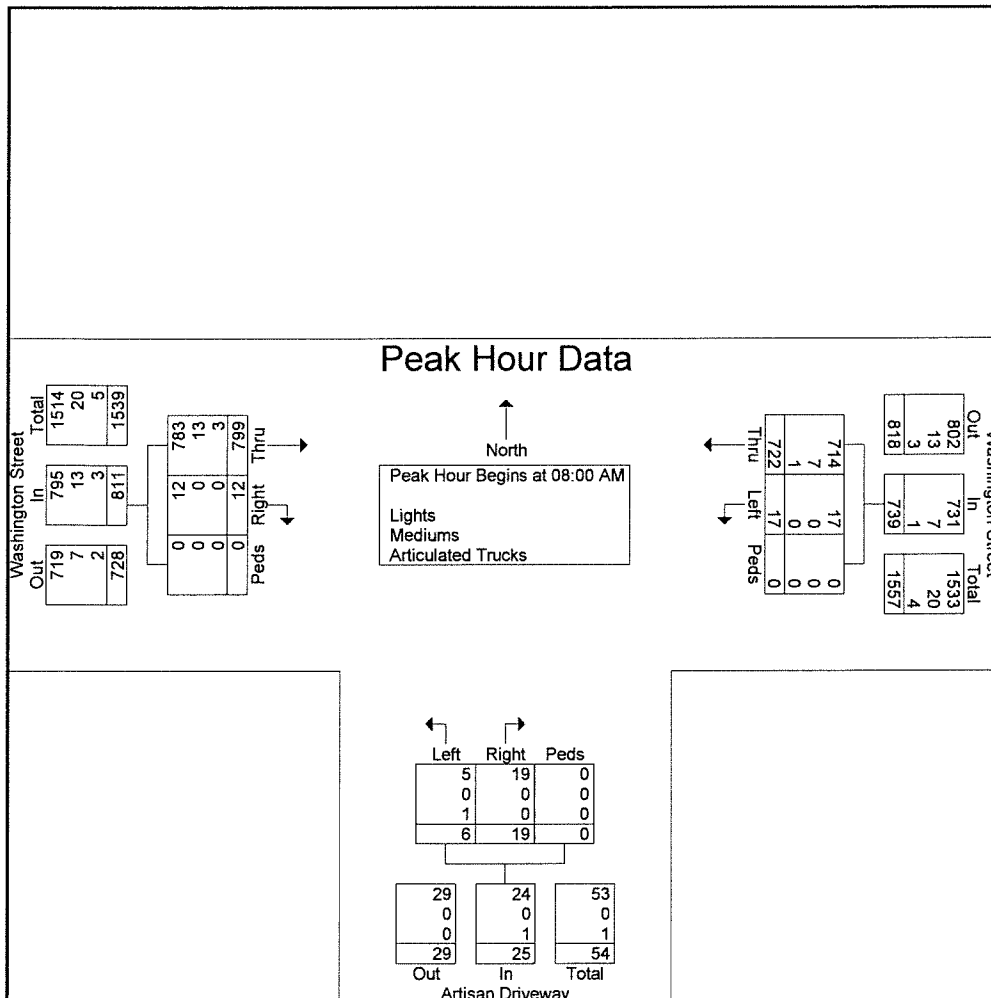 Peak Hour Data
North
Peak Hour Begins at 08:00 AM
Lights
Mediums
Articulated Trucks
Washington Street
Total In Out
1514 795 719
20 13 7
5 3 2
1539 811 728
Thru Right Peds
783 12 0
13 0 0
3 0 0
799 12 0
Washington Street
Out In Total
802 731 1533
13 7 20
3 1 4
818 739 1557
Thru Left Peds
714 17 0
7 0 0
1 0 0
722 17 0
Left Right Peds
5 19 0
0 0 0
1 0 0
6 19 0
29 24 53
0 0 0
0 1 1
29 25 54
Out In Total
Artisan Driveway